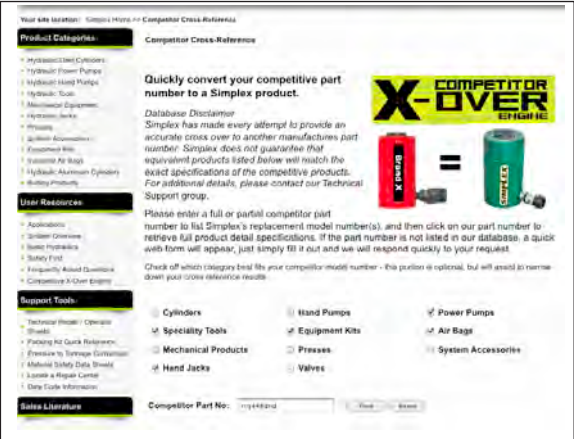 Your site location: Simplex Home >> Competitor Cross-Reference
Product Categories
Hydraulic Steel Cylinders
Hydraulic Power Pumps
Hydraulic Hand Pumps
Hydraulic Tools
Mechanical Equipment
Hydraulic Jacks
Presses
System Accessories
Equipment Kits
Industrial Air Bags
Hydraulic Aluminum Cylinders
Bolting Products
User Resources
Applications
System Overview
Basic Hydraulics
Safety First
Frequently Asked Questions
Competitive X-Over Engine
Support Tools
Technical Repair / Operator
Sheets
Packing Kit Quick Reference
Pressure to Tonnage Conversion
Material Safety Data Sheets
Locate a Repair Center
Date Code Information
Sales Literature
Competitor Cross-Reference
Quickly convert your competitive part
number to a Simplex product.
Database Disclaimer
Simplex has made every attempt to provide an
accurate cross over to another manufactures part
number. Simplex does not guarantee that
equivalent products listed below will match the
exact specifications of the competitive products.
For additional details, please contact our Technical
Support group.
COMPETITOR
X-OVER
ENGINE
Brand X
=
SIMPLEX
Please enter a full or partial competitor part
number to list Simplex's replacement model number(s), and then click on our part number to
retrieve full product detail specifications. If the part number is not listed in our database, a quick
web form will appear, just simply fill it out and we will respond quickly to your request.
Check off which category best fits your competitor model number - this portion is optional, but will assist to narrow
down your cross reference results
Cylinders Hand Pumps Power Pumps
Speciality Tools Equipment Kits Air Bags
Mechanical Products Presses System Accessories
Hand Jacks Valves
Competitor Part No: Find Reset